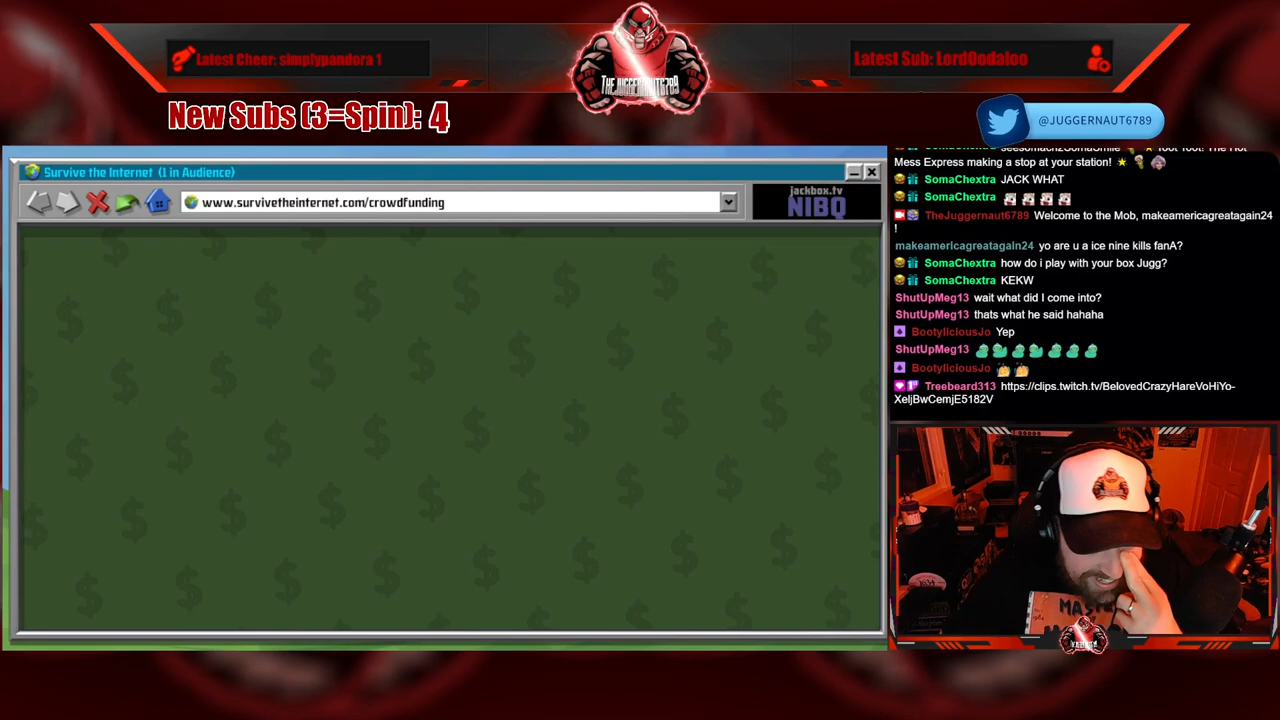 Latest Cheer: simplypandora 1
THEJUGGERNAUT6789
Latest Sub: LordOodaloo
New Subs (3=Spin): 4
@JUGGERNAUT6789
Survive the Internet (1 in Audience)
www.survivetheinternet.com/crowdfunding
jackbox.tv
NIBQ
Mess Express making a stop at your station!
SomaChextra JACK WHAT
SomaChextra
TheJuggernaut6789 Welcome to the Mob, makeamericagreatagain24
!
makeamericagreatagain24 yo are u a ice nine kills fanA?
SomaChextra how do i play with your box Jugg?
SomaChextra KEKW
ShutUpMeg13 wait what did I come into?
ShutUpMeg13 thats what he said hahaha
BootyliciousJo Yep
ShutUpMeg13
BootyliciousJo
Treebeard313 https://clips.twitch.tv/BelovedCrazyHareVoHiYo-
XeljBwCemjE5182V